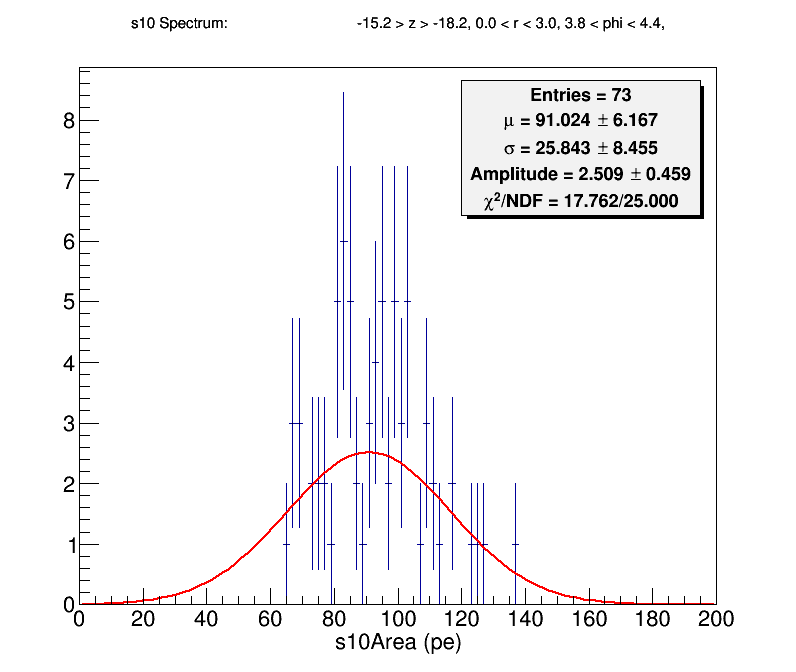 s10 Spectrum: -15.2 > z > -18.2, 0.0 < r < 3.0, 3.8 < phi < 4.4,
Entries = 73
μ = 91.024 ± 6.167
σ = 25.843 ± 8.455
Amplitude = 2.509 ± 0.459
χ²/NDF = 17.762/25.000
8
7
6
5
4
3
2
1
0
0 20 40 60 80 100 120 140 160 180 200
s10Area (pe)